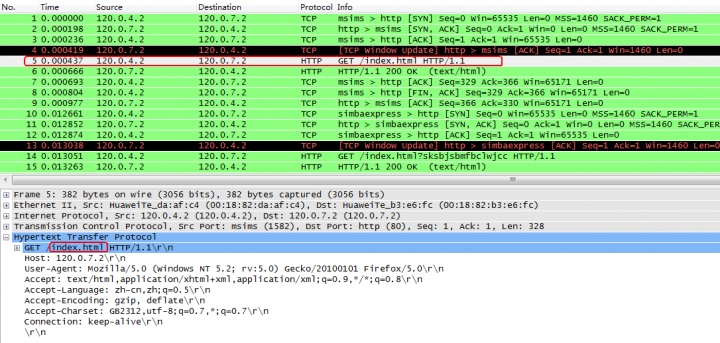 No. Time Source Destination Protocol Info
1 0.000000 120.0.4.2 120.0.7.2 TCP msims > http [SYN] Seq=0 Win=65535 Len=0 MSS=1460 SACK_PERM=1
2 0.000198 120.0.7.2 120.0.4.2 TCP http > msims [SYN, ACK] Seq=0 Ack=1 Win=65535 Len=0 MSS=1460 SACK_PERM=1
3 0.000236 120.0.4.2 120.0.7.2 TCP msims > http [ACK] Seq=1 Ack=1 Win=65535 Len=0
4 0.000419 120.0.7.2 120.0.4.2 TCP [TCP Window Update] http > msims [ACK] Seq=1 Ack=1 Win=1460 Len=0
5 0.000437 120.0.4.2 120.0.7.2 HTTP GET /index.html HTTP/1.1
6 0.000666 120.0.7.2 120.0.4.2 HTTP HTTP/1.1 200 OK (text/html)
7 0.000693 120.0.4.2 120.0.7.2 TCP msims > http [ACK] Seq=329 Ack=366 Win=65171 Len=0
8 0.000804 120.0.4.2 120.0.7.2 TCP msims > http [FIN, ACK] Seq=329 Ack=366 Win=65171 Len=0
9 0.000977 120.0.7.2 120.0.4.2 TCP http > msims [ACK] Seq=366 Ack=330 Win=65171 Len=0
10 0.012661 120.0.4.2 120.0.7.2 TCP simbaexpress > http [SYN] Seq=0 Win=65535 Len=0 MSS=1460 SACK_PERM
11 0.012852 120.0.7.2 120.0.4.2 TCP http > simbaexpress [SYN, ACK] Seq=0 Ack=1 Win=65535 Len=0 MSS=1460
12 0.012874 120.0.4.2 120.0.7.2 TCP simbaexpress > http [ACK] Seq=1 Ack=1 Win=65535 Len=0
13 0.013038 120.0.7.2 120.0.4.2 TCP [TCP Window Update] http > simbaexpress [ACK] Seq=1 Ack=1 Win=1460 L
14 0.013051 120.0.4.2 120.0.7.2 HTTP GET /index.html?sksbjsbmfbclwjcc HTTP/1.1
15 0.013263 120.0.7.2 120.0.4.2 HTTP HTTP/1.1 200 OK (text/html)
Frame 5: 382 bytes on wire (3056 bits), 382 bytes captured (3056 bits)
Ethernet II, Src: HuaweiTe_da:af:c4 (00:18:82:da:af:c4), Dst: HuaweiTe_b3:e6:fc (00:18:82:b3:e6:fc)
Internet Protocol, Src: 120.0.4.2 (120.0.4.2), Dst: 120.0.7.2 (120.0.7.2)
Transmission Control Protocol, Src Port: msims (1582), Dst Port: http (80), Seq: 1, Ack: 1, Len: 328
Hypertext Transfer Protocol
GET /index.html HTTP/1.1\r\n
Host: 120.0.7.2\r\n
User-Agent: Mozilla/5.0 (Windows NT 5.2; rv:5.0) Gecko/20100101 Firefox/5.0\r\n
Accept: text/html,application/xhtml+xml,application/xml;q=0.9,*/*;q=0.8\r\n
Accept-Language: zh-cn,zh;q=0.5\r\n
Accept-Encoding: gzip, deflate\r\n
Accept-Charset: GB2312,utf-8;q=0.7,*;q=0.7\r\n
Connection: keep-alive\r\n
\r\n